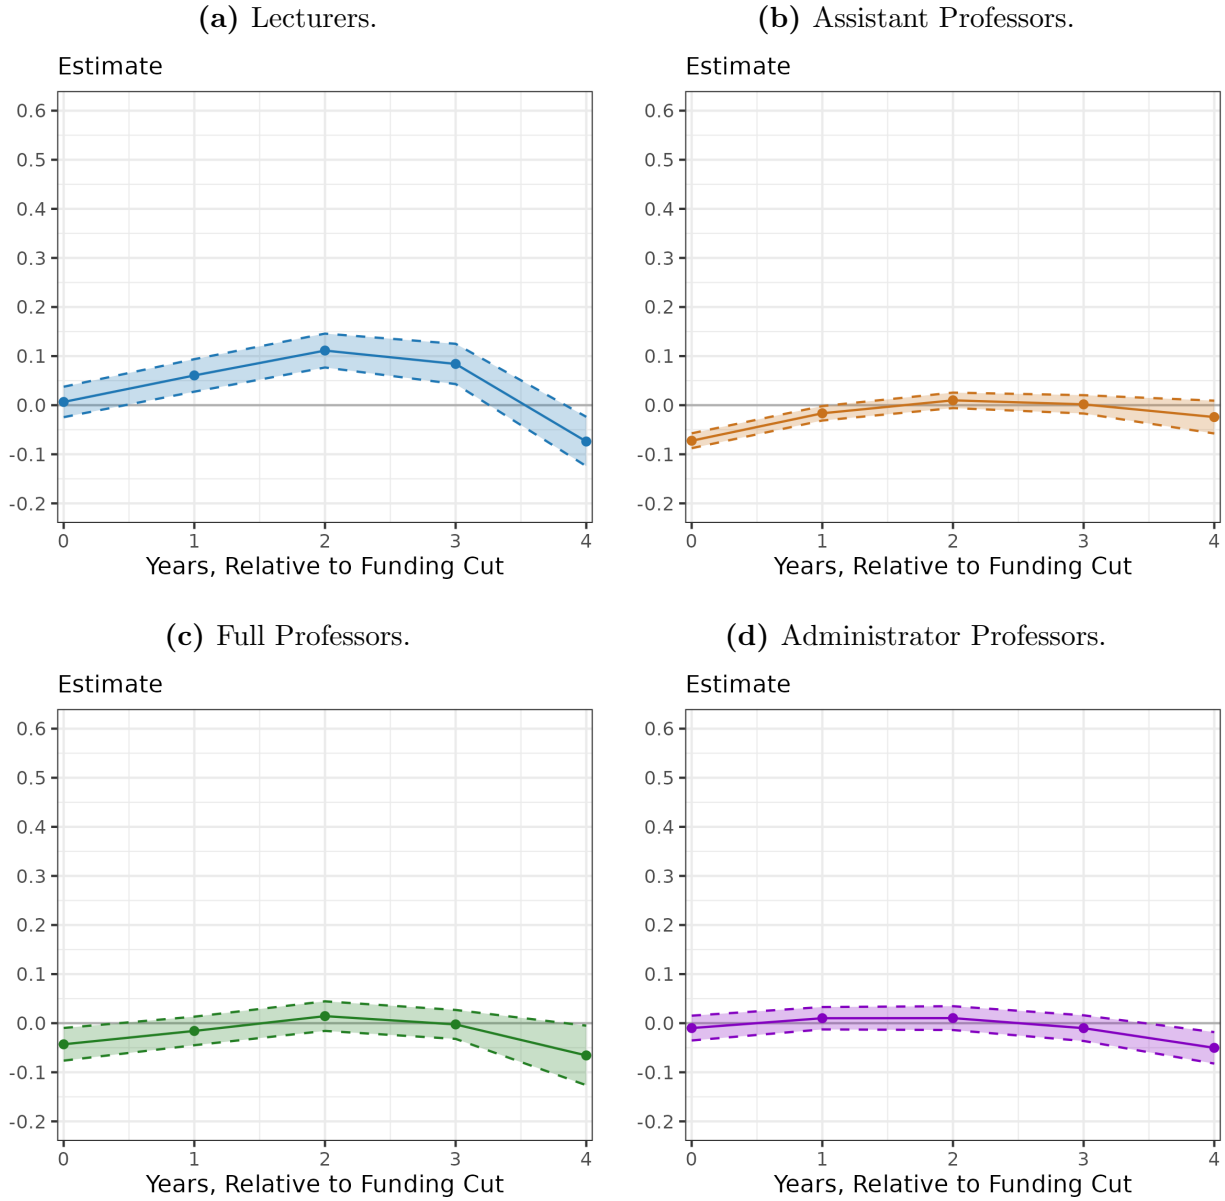 (a) Lecturers.
Estimate
0.6
0.5
0.4
0.3
0.2
0.1
0.0
-0.1
-0.2
0 1 2 3 4
Years, Relative to Funding Cut
(b) Assistant Professors.
Estimate
0.6
0.5
0.4
0.3
0.2
0.1
0.0
-0.1
-0.2
0 1 2 3 4
Years, Relative to Funding Cut
(c) Full Professors.
Estimate
0.6
0.5
0.4
0.3
0.2
0.1
0.0
-0.1
-0.2
0 1 2 3 4
Years, Relative to Funding Cut
(d) Administrator Professors.
Estimate
0.6
0.5
0.4
0.3
0.2
0.1
0.0
-0.1
-0.2
0 1 2 3 4
Years, Relative to Funding Cut